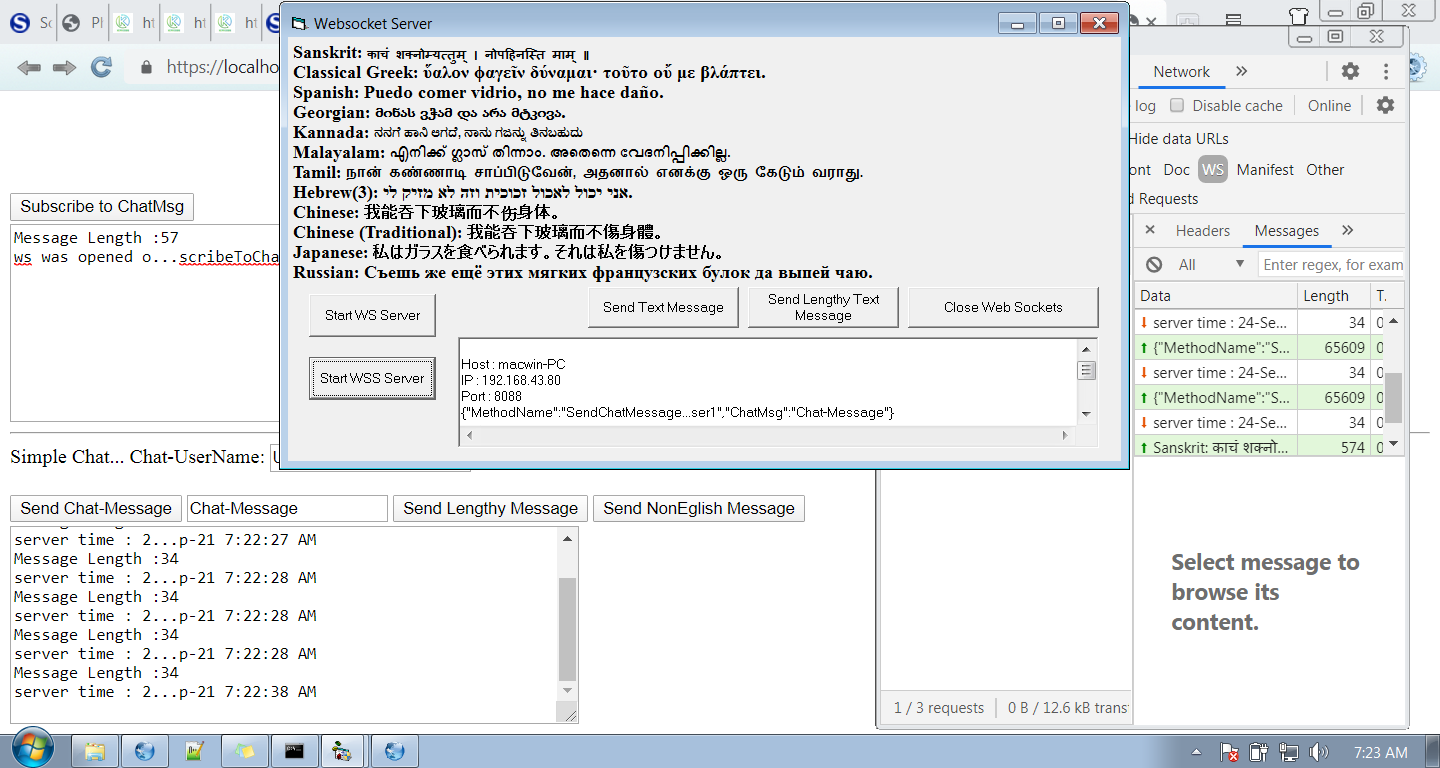 Sc
Pl
ht
ht
ht
https://localho
Websocket Server
Sanskrit: काचं शक्नोम्यत्तुम् । नोपहिनस्ति माम् ॥
Classical Greek: ὕαλον ϕαγεῖν δύναμαι· τοῦτο οὔ με βλάπτει.
Spanish: Puedo comer vidrio, no me hace daño.
Georgian: მინას ვჭამ და არა მტკივა.
Kannada: ನನಗೆ ಹಾನಿ ಆಗದೆ, ನಾನು ಗಜನ್ನು ತಿನಬಹುದು
Malayalam: എനിക്ക് ഗ്ലാസ് തിന്നാം. അതെന്നെ വേദനിപ്പിക്കില്ല.
Tamil: நான் கண்ணாடி சாப்பிடுவேன், அதனால் எனக்கு ஒரு கேடும் வராது.
Hebrew(3): אני יכול לאכול זכוכית וזה לא מזיק לי.
Chinese: 我能吞下玻璃而不伤身体。
Chinese (Traditional): 我能吞下玻璃而不傷身體。
Japanese: 私はガラスを食べられます。それは私を傷つけません。
Russian: Съешь же ещё этих мягких французских булок да выпей чаю.
Start WS Server
Send Text Message
Send Lengthy Text
Message
Close Web Sockets
Start WSS Server
Host : macwin-PC
IP : 192.168.43.80
Port : 8088
{"MethodName":"SendChatMessage...ser1","ChatMsg":"Chat-Message"}
Subscribe to ChatMsg
Message Length :57
ws was opened o...scribeToCha
Simple Chat... Chat-UserName:
Send Chat-Message
Chat-Message
Send Lengthy Message
Send NonEglish Message
server time : 2...p-21 7:22:27 AM
Message Length :34
server time : 2...p-21 7:22:28 AM
Message Length :34
server time : 2...p-21 7:22:28 AM
Message Length :34
server time : 2...p-21 7:22:28 AM
Message Length :34
server time : 2...p-21 7:22:38 AM
Network
log Disable cache Online
Hide data URLs
ont Doc WS Manifest Other
d Requests
Headers Messages
All Enter regex, for exam
Data Length T.
server time : 24-Se... 34 0
{"MethodName":"S... 65609 0
server time : 24-Se... 34 0
{"MethodName":"S... 65609 0
server time : 24-Se... 34 0
Sanskrit: काचं शक्नो... 574 0
Select message to
browse its
content.
1 / 3 requests 0 B / 12.6 kB trans
7:23 AM